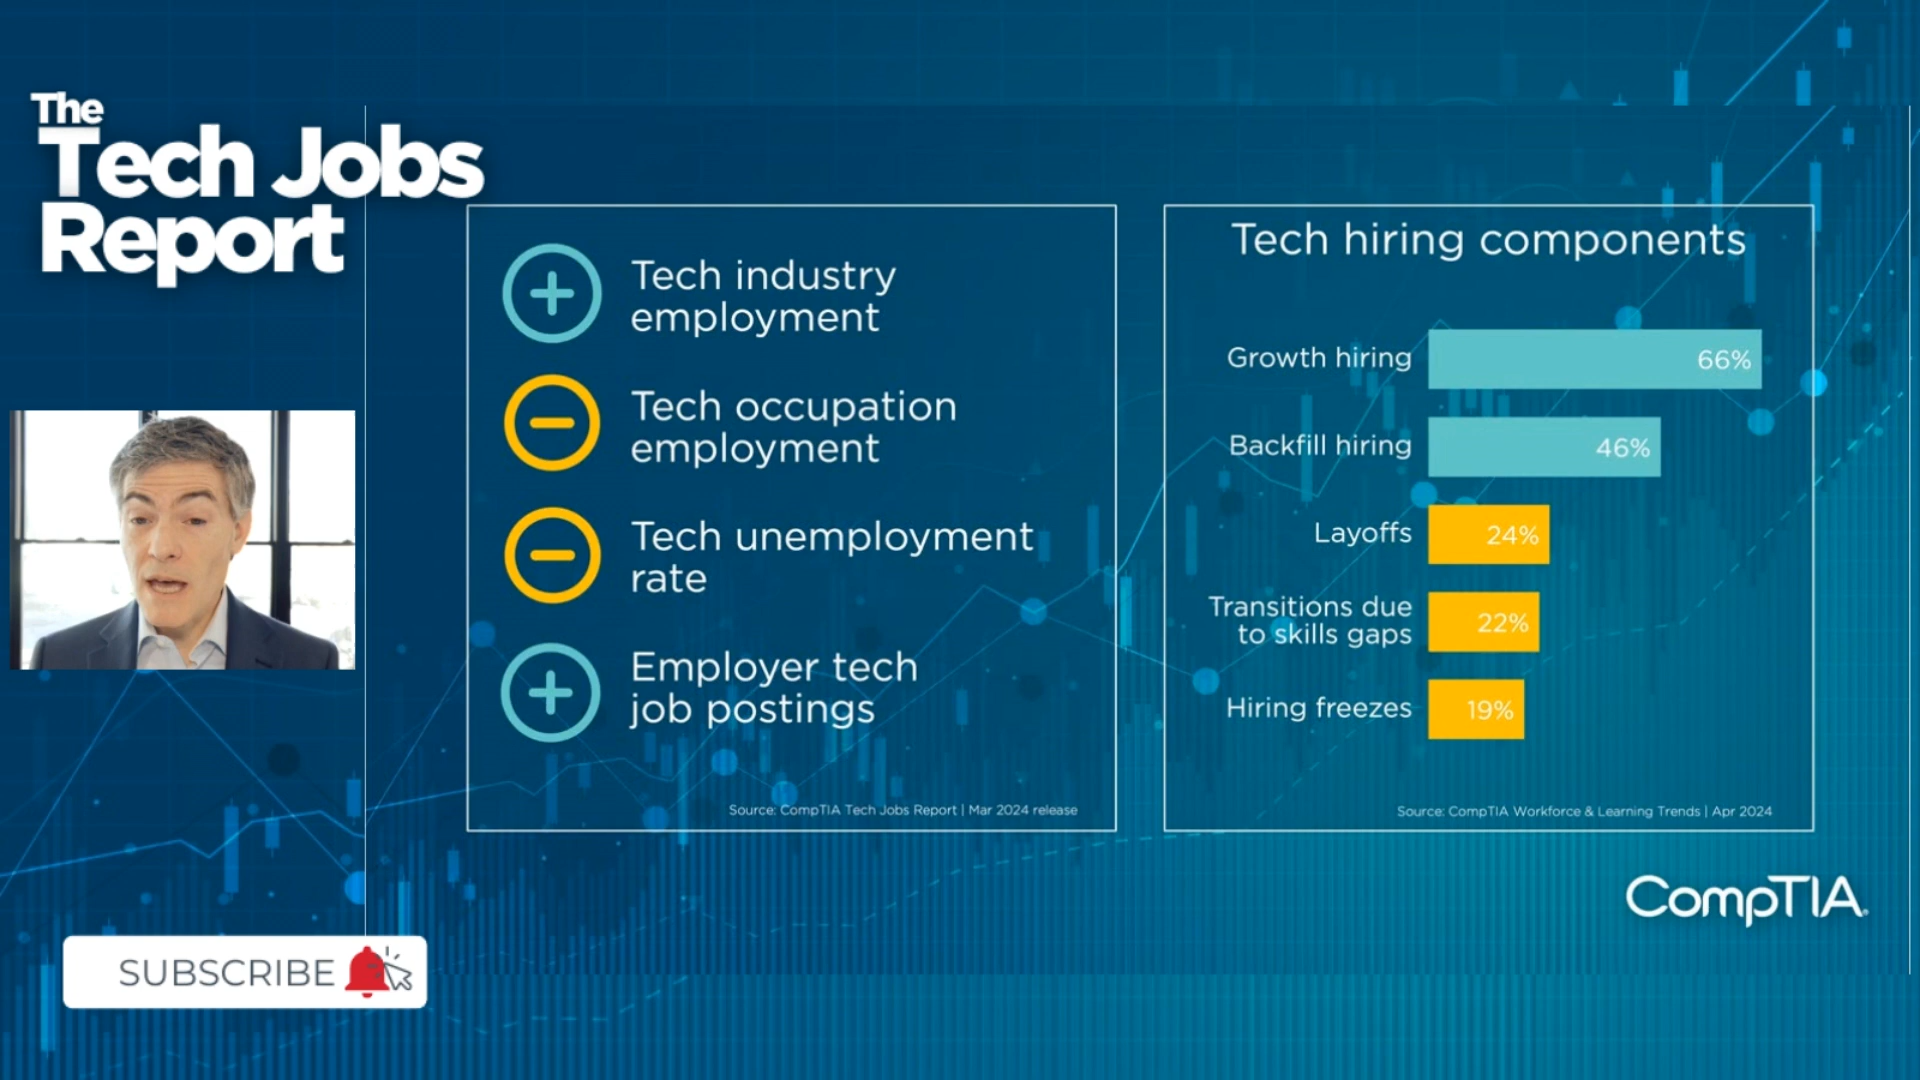 The
Tech Jobs
Report
Tech industry
employment
Tech occupation
employment
Tech unemployment
rate
Employer tech
job postings
Source: CompTIA Tech Jobs Report | Mar 2024 release
Tech hiring components
Growth hiring 66%
Backfill hiring 46%
Layoffs 24%
Transitions due
to skills gaps 22%
Hiring freezes 19%
Source: CompTIA Workforce & Learning Trends | Apr 2024
CompTIA.
SUBSCRIBE